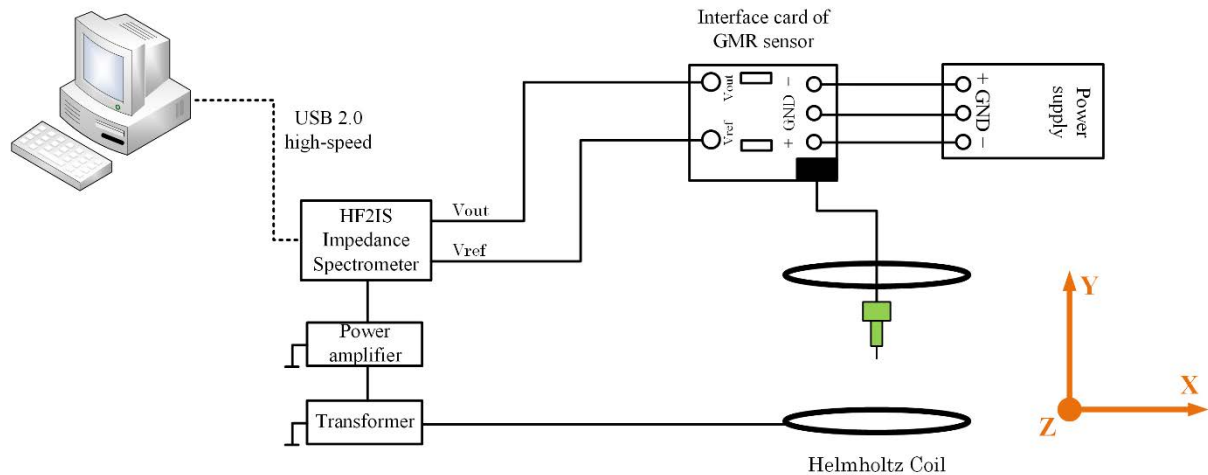 Interface card of
GMR sensor
Vout
Vref
−
GND
+
+
GND
−
Power
supply
USB 2.0
high-speed
HF2IS
Impedance
Spectrometer
Vout
Vref
Power
amplifier
Transformer
Helmholtz Coil
Y
X
Z